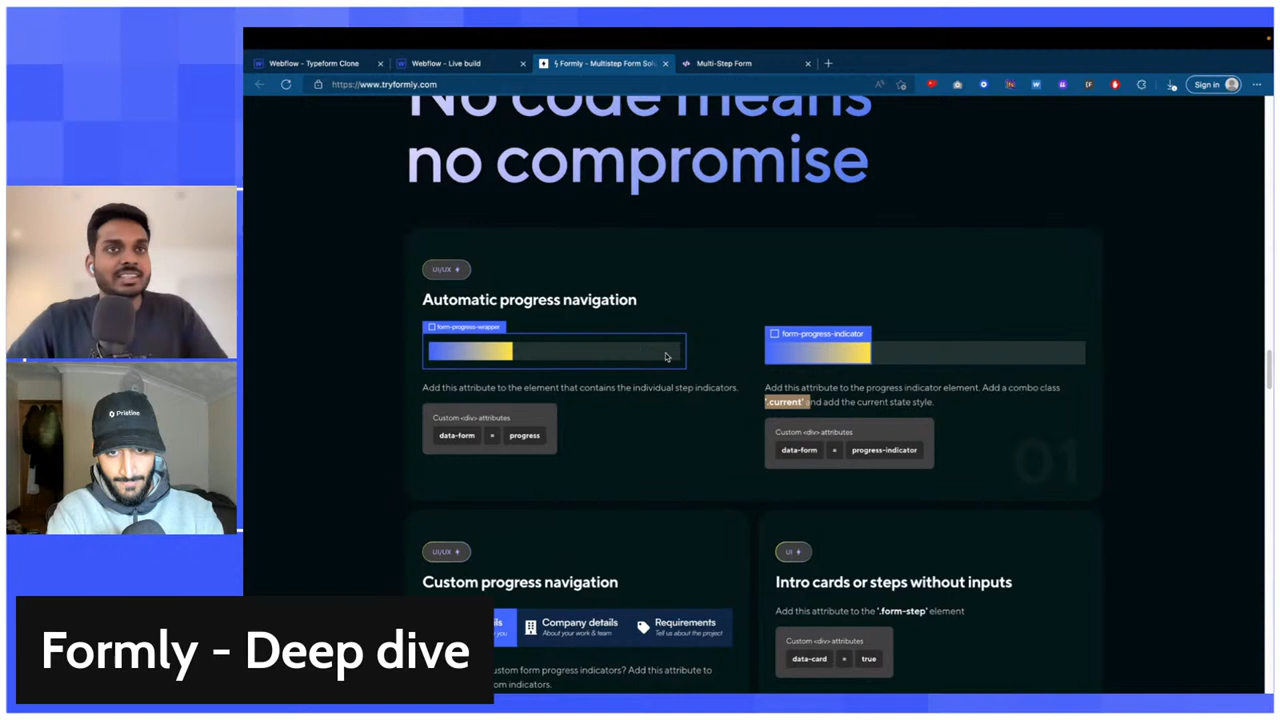 Webflow - Typeform Clone
Webflow - Live build
Formly - Multistep Form Solu
Multi-Step Form
https://www.tryformly.com
Sign in
No code means
no compromise
UI/UX
Automatic progress navigation
form-progress-wrapper
form-progress-indicator
Add this attribute to the element that contains the individual step indicators.
Add this attribute to the progress indicator element. Add a combo class
'.current' and add the current state style.
Custom <div> attributes
data-form = progress
Custom <div> attributes
data-form = progress-indicator
01
UI/UX
Custom progress navigation
ils
you
Company details
About your work & team
Requirements
Tell us about the project
ustom form progress indicators? Add this attribute to
om indicators.
UI
Intro cards or steps without inputs
Add this attribute to the '.form-step' element
Custom <div> attributes
data-card = true
Pristine
Formly - Deep dive